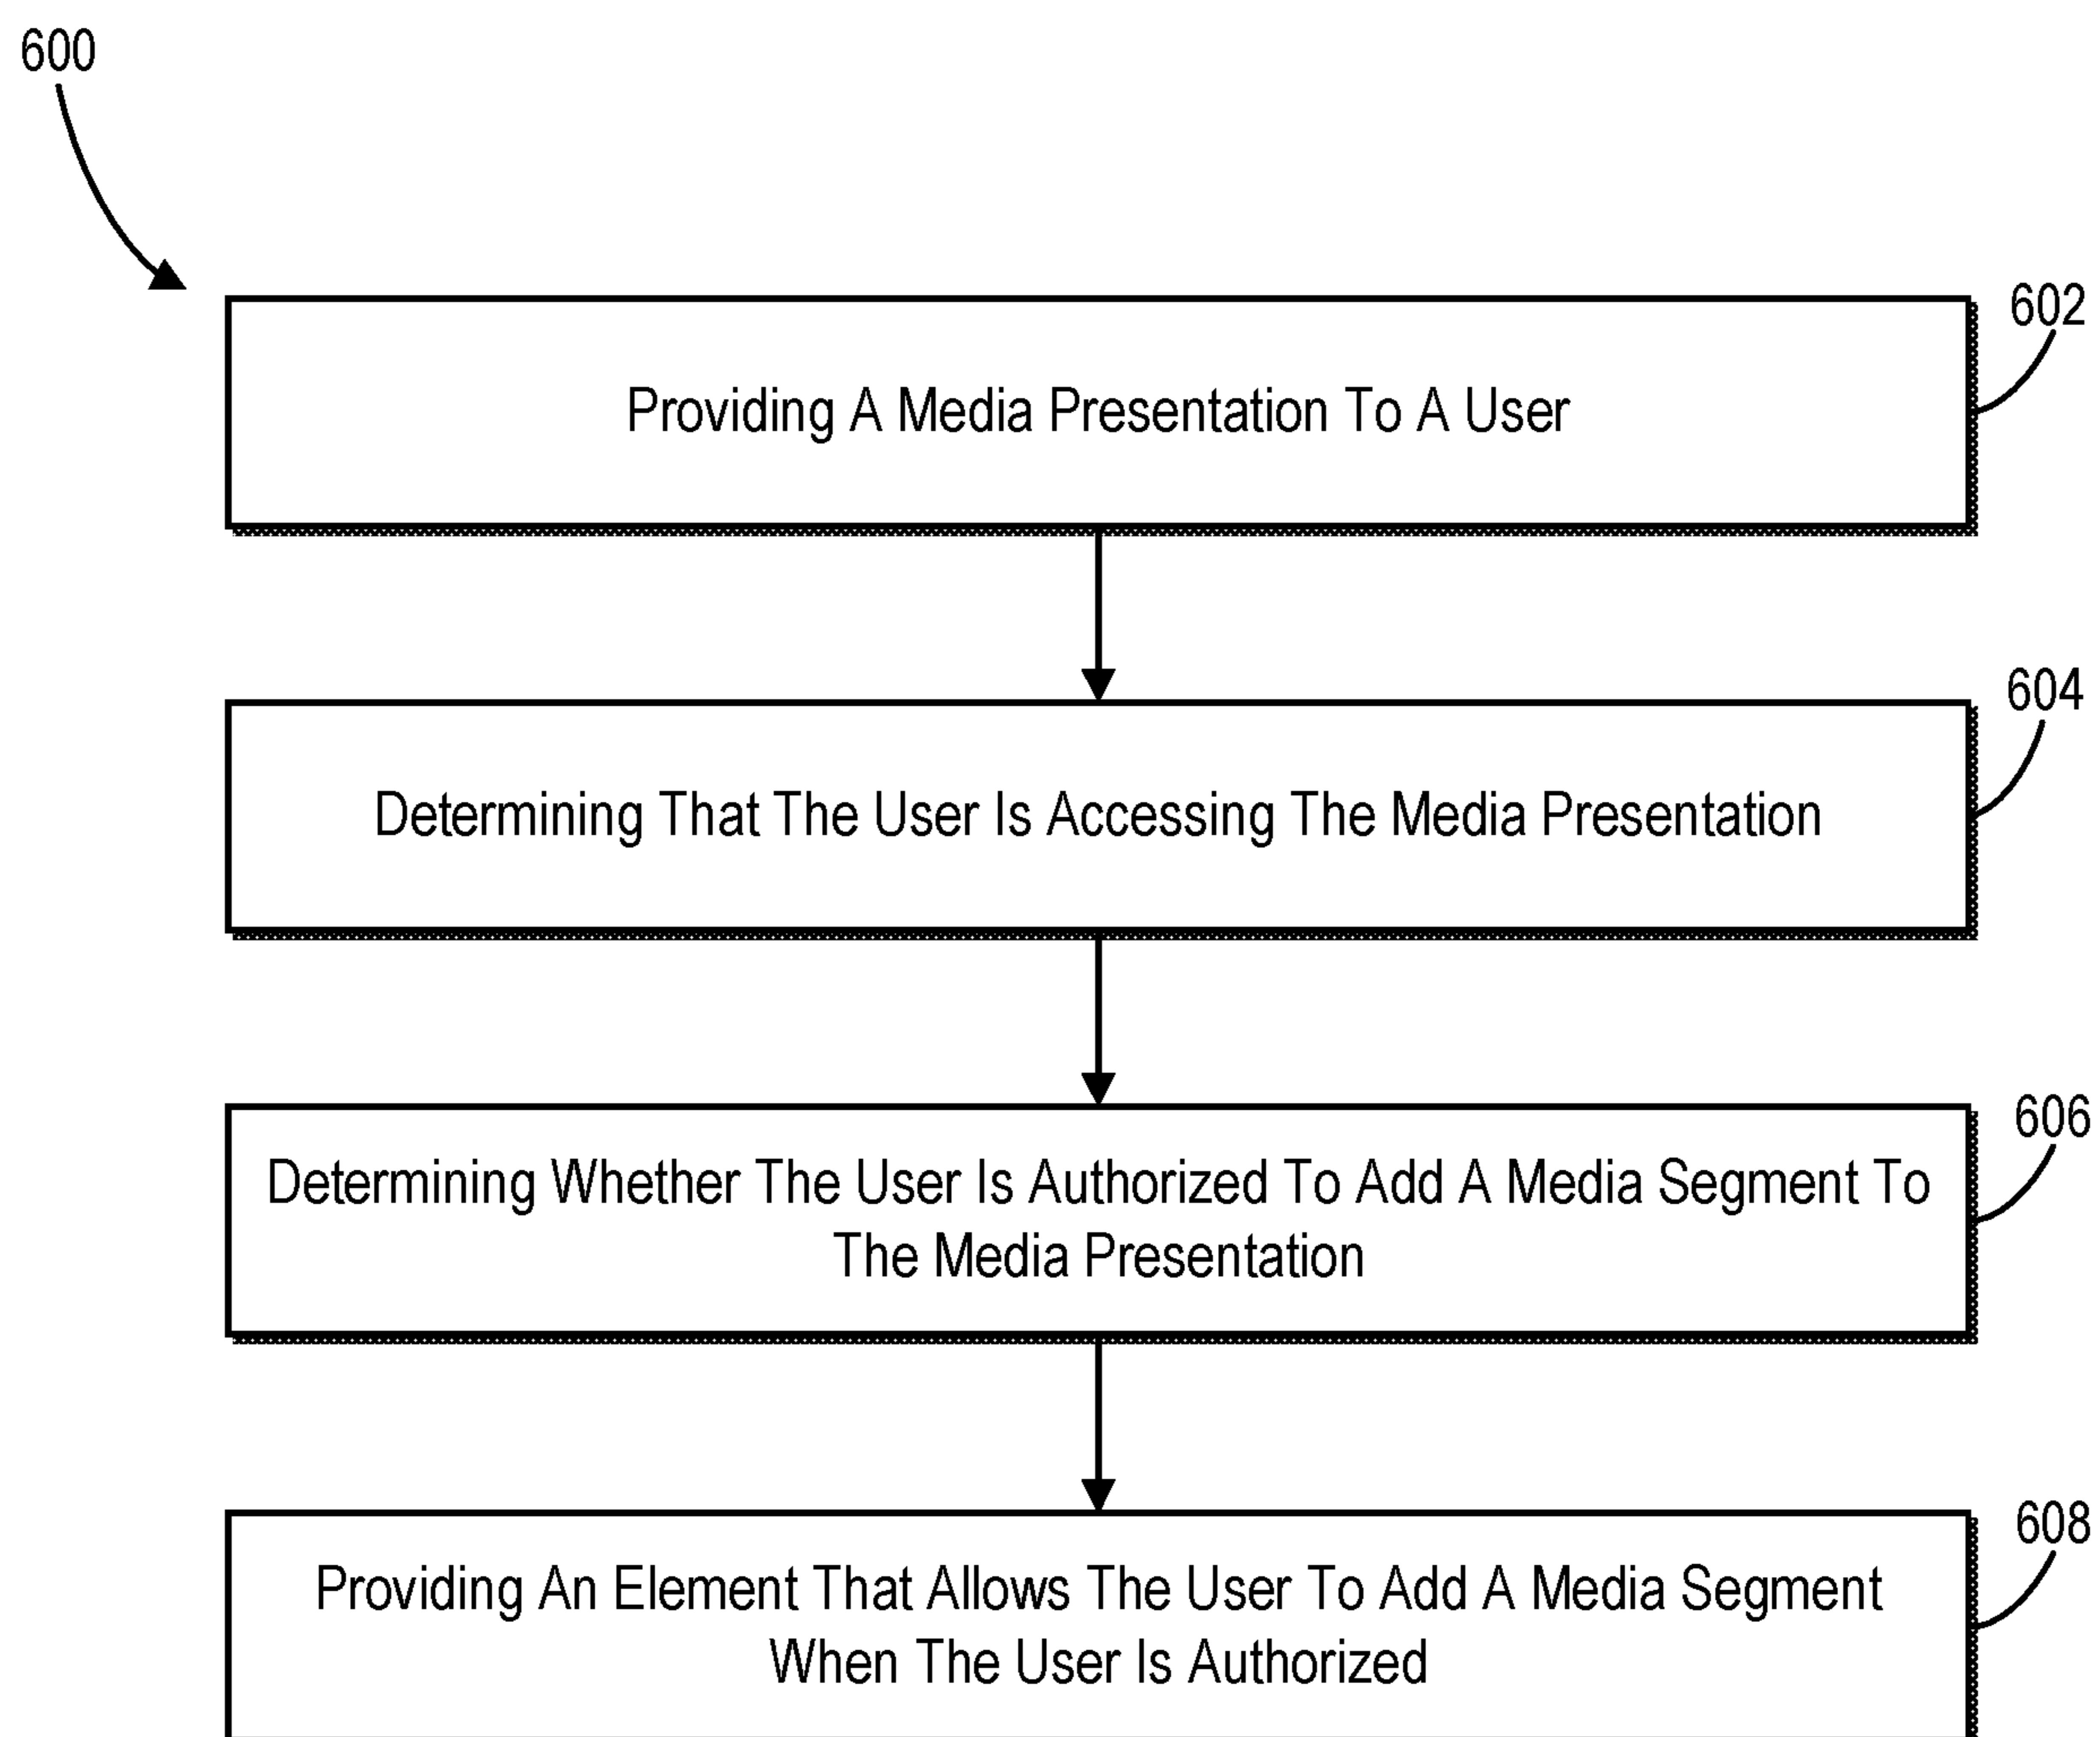 600
602
Providing A Media Presentation To A User
604
Determining That The User Is Accessing The Media Presentation
606
Determining Whether The User Is Authorized To Add A Media Segment To
The Media Presentation
608
Providing An Element That Allows The User To Add A Media Segment
When The User Is Authorized